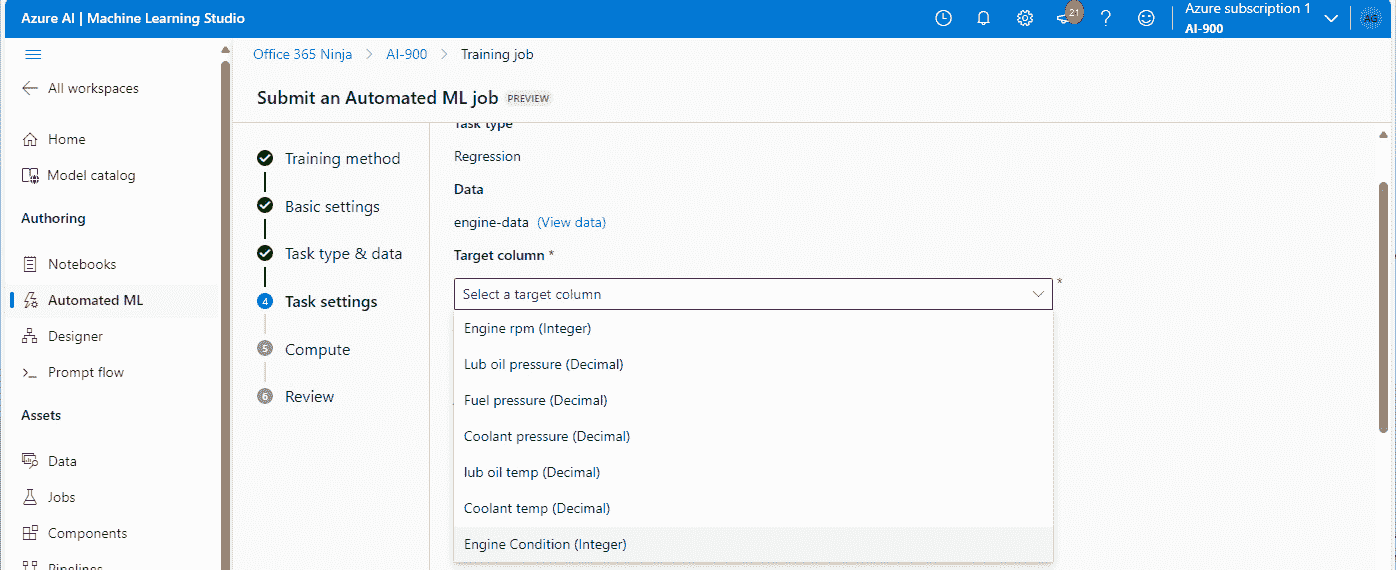 Azure AI | Machine Learning Studio
21
Azure subscription 1
AI-900
AG
All workspaces
Home
Model catalog
Authoring
Notebooks
Automated ML
Designer
Prompt flow
Assets
Data
Jobs
Components
Pipelines
Office 365 Ninja > AI-900 > Training job
Submit an Automated ML job PREVIEW
Training method
Basic settings
Task type & data
4 Task settings
5 Compute
6 Review
Task type
Regression
Data
engine-data (View data)
Target column *
Select a target column *
Engine rpm (Integer)
Lub oil pressure (Decimal)
Fuel pressure (Decimal)
Coolant pressure (Decimal)
lub oil temp (Decimal)
Coolant temp (Decimal)
Engine Condition (Integer)